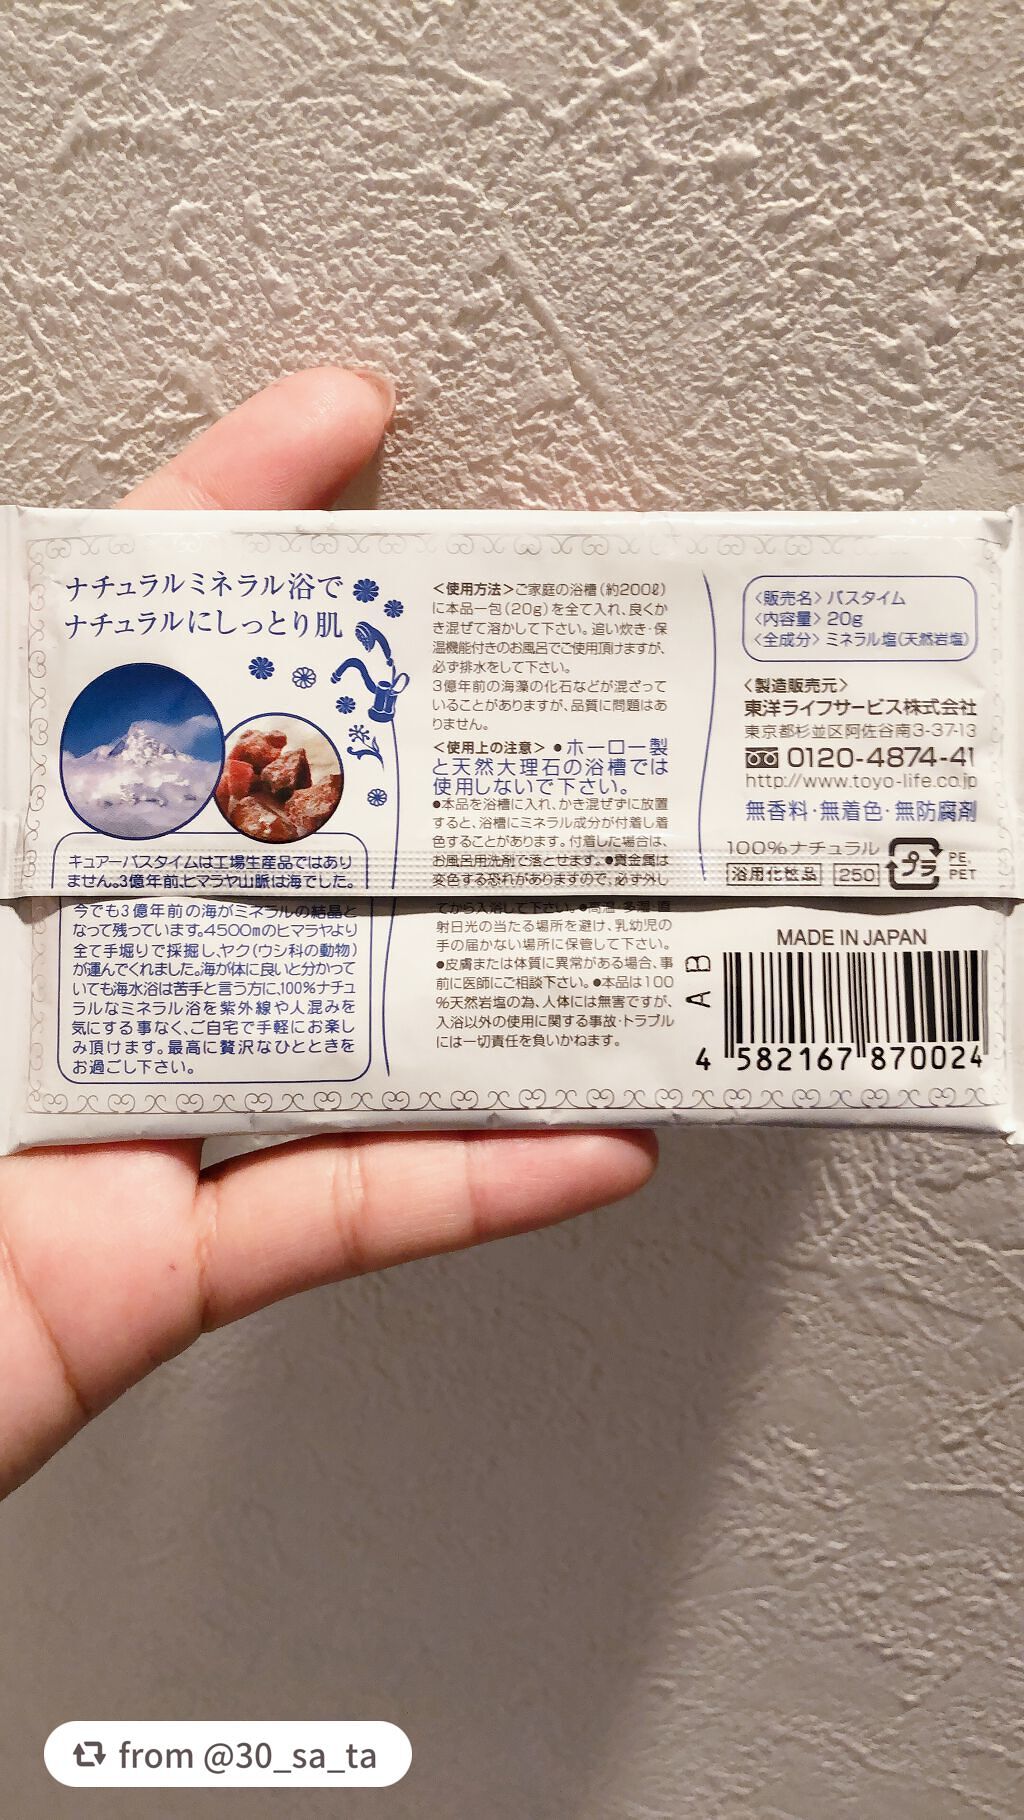 ナチュラルミネラル浴で
ナチュラルにしっとり肌
キュアーバスタイムは工場生産品ではあり
ません。3億年前、ヒマラヤ山脈は海でした。
今でも3億年前の海がミネラルの結晶と
なって残っています。4500mのヒマラヤより
全て手堀りで採掘し、ヤク(ウシ科の動物)
が運んでくれました。海が体に良いと分かって
いても海水浴は苦手と言う方に、100%ナチュ
ラルなミネラル浴を紫外線や人混みを
気にする事なく、ご自宅で手軽にお楽し
み頂けます。最高に贅沢なひとときを
お過ごし下さい。
<使用方法>ご家庭の浴槽(約200ℓ)
に本品一包(20g)を全て入れ、良くか
き混ぜて溶かして下さい。追い炊き・保
温機能付きのお風呂でご使用頂けますが、
必ず排水をして下さい。
3億年前の海藻の化石などが混ざって
いることがありますが、品質に問題はあ
りません。
<使用上の注意> ●ホーロー製
と天然大理石の浴槽では
使用しないで下さい。
●本品を浴槽に入れ、かき混ぜずに放置
すると、浴槽にミネラル成分が付着し着
色することがあります。付着した場合は、
お風呂用洗剤で落とせます。●貴金属は
変色する恐れがありますので、必ず外し
てから入浴して下さい。●高温・多湿・直
射日光の当たる場所を避け、乳幼児の
手の届かない場所に保管して下さい。
●皮膚または体質に異常がある場合、事
前に医師にご相談下さい。●本品は100
%天然岩塩の為、人体には無害ですが、
入浴以外の使用に関する事故・トラブル
には一切責任を負いかねます。
<販売名> バスタイム
<内容量> 20g
<全成分> ミネラル塩(天然岩塩)
<製造販売元>
東洋ライフサービス株式会社
東京都杉並区阿佐谷南3-37-13
0120-4874-41
http://www.toyo-life.co.jp
無香料・無着色・無防腐剤
100%ナチュラル
浴用化粧品 250
プラ
PE,
PET
MADE IN JAPAN
A B
4 582167 870024
from @30_sa_ta